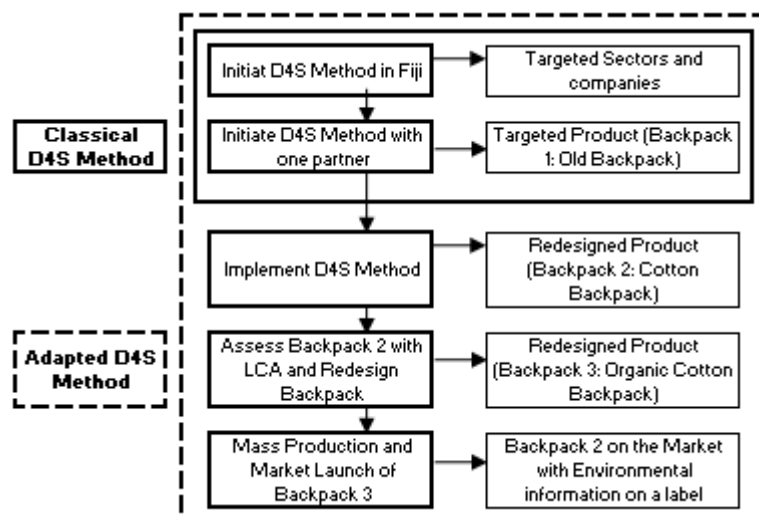 Initiat D4S Method in Fiji
Targeted Sectors and
companies
Classical
D4S Method
Initiate D4S Method with
one partner
Targeted Product (Backpack
1: Old Backpack)
Implement D4S Method
Redesigned Product
(Backpack 2: Cotton
Backpack)
Adapted D4S
Method
Assess Backpack 2 with
LCA and Redesign
Backpack
Redesigned Product
(Backpack 3: Organic Cotton
Backpack)
Mass Production and
Market Launch of
Backpack 3
Backpack 2 on the Market
with Environmental
information on a label